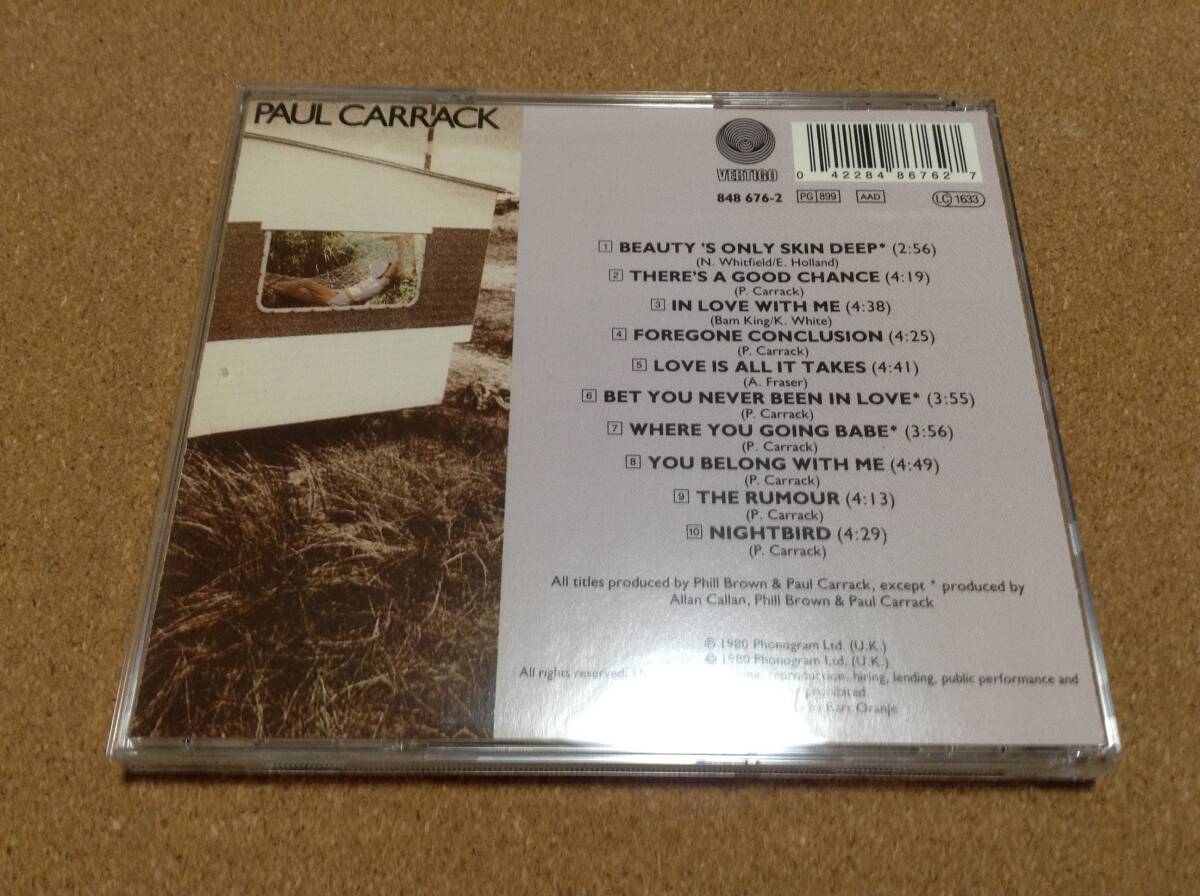 PAUL CARRACK
VERTIGO
0 42284 86762 7
848 676-2 PG 899 AAD LC 1633
1 BEAUTY 'S ONLY SKIN DEEP* (2:56)
(N. Whitfield/E. Holland)
2 THERE'S A GOOD CHANCE (4:19)
(P. Carrack)
3 IN LOVE WITH ME (4:38)
(Bam King/K. White)
4 FOREGONE CONCLUSION (4:25)
(P. Carrack)
5 LOVE IS ALL IT TAKES (4:41)
(A. Fraser)
6 BET YOU NEVER BEEN IN LOVE* (3:55)
(P. Carrack)
7 WHERE YOU GOING BABE* (3:56)
(P. Carrack)
8 YOU BELONG WITH ME (4:49)
(P. Carrack)
9 THE RUMOUR (4:13)
(P. Carrack)
10 NIGHTBIRD (4:29)
(P. Carrack)
All titles produced by Phill Brown & Paul Carrack, except * produced by
Allan Callan, Phill Brown & Paul Carrack
℗ 1980 Phonogram Ltd. (U.K.)
© 1980 Phonogram Ltd. (U.K.)
All rights reserved. reproduction, hiring, lending, public performance and
prohibited
by Bart Oranje